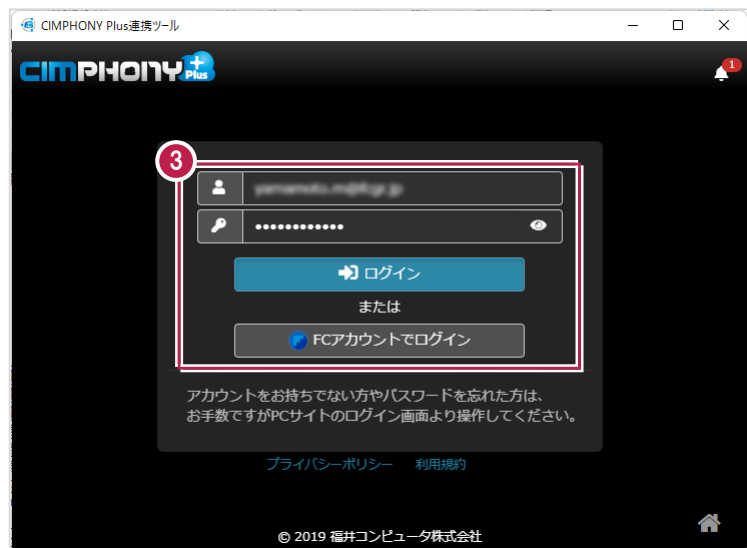 CIMPHONY Plus連携ツール
CIMPHONY Plus
1
3
••••••••••••
ログイン
または
FCアカウントでログイン
アカウントをお持ちでない方やパスワードを忘れた方は、
お手数ですがPCサイトのログイン画面より操作してください。
プライバシーポリシー 利用規約
© 2019 福井コンピュータ株式会社